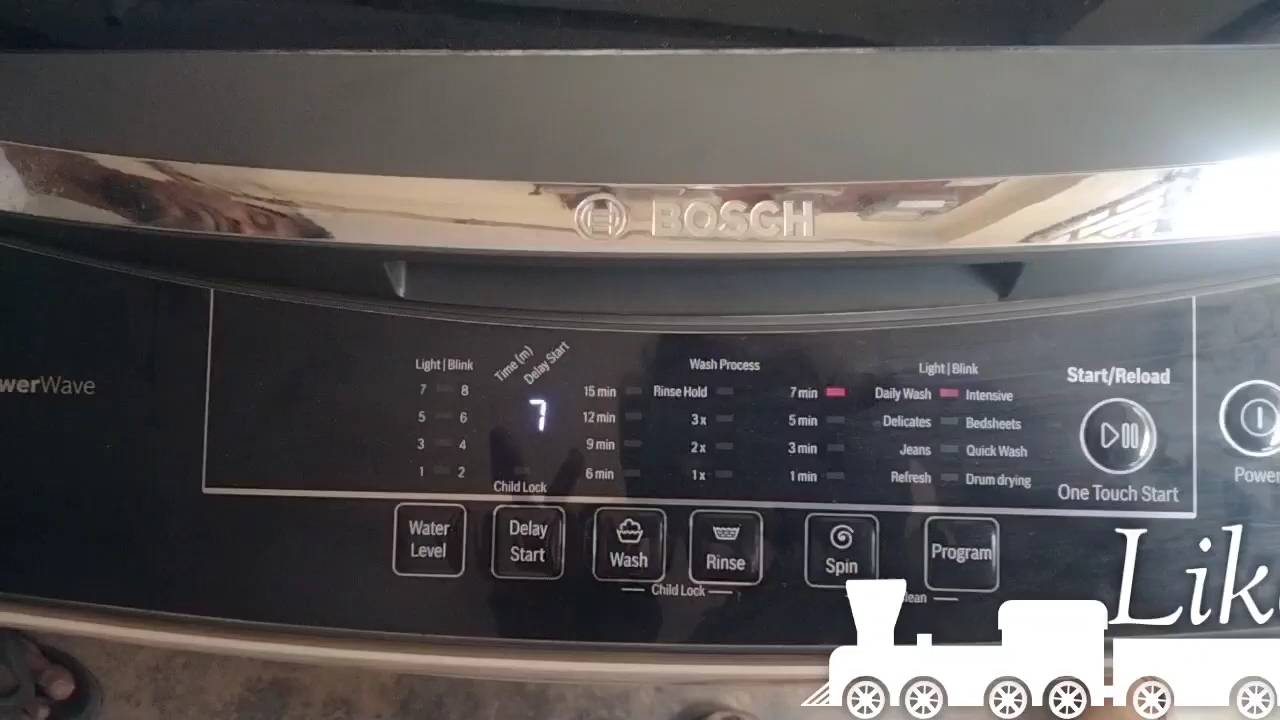 BOSCH
werWave
Light | Blink
7 8
5 6
3 4
1 2
Time (m)
Delay Start
7
Child Lock
Wash Process
15 min
12 min
9 min
6 min
Rinse Hold
3 x
2 x
1 x
7 min
5 min
3 min
1 min
Light | Blink
Daily Wash Intensive
Delicates Bedsheets
Jeans Quick Wash
Refresh Drum drying
Start/Reload
One Touch Start
Power
Water
Level
Delay
Start
Wash
Rinse
Spin
Program
Child Lock
ean
Lik